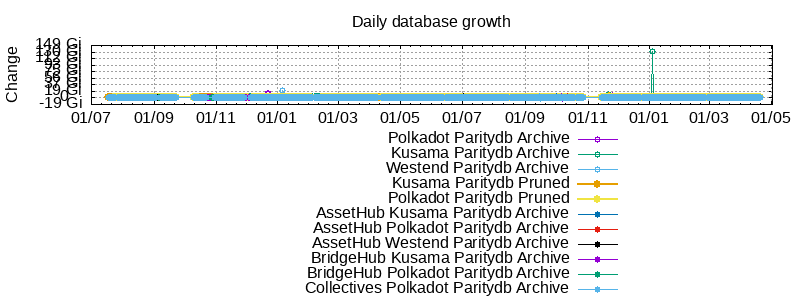 Daily database growth
Change
149 Gi
19 Gi
0
-19 Gi
01/07 01/09 01/11 01/01 01/03 01/05 01/07 01/09 01/11 01/01 01/03 01/05
Polkadot Paritydb Archive
Kusama Paritydb Archive
Westend Paritydb Archive
Kusama Paritydb Pruned
Polkadot Paritydb Pruned
AssetHub Kusama Paritydb Archive
AssetHub Polkadot Paritydb Archive
AssetHub Westend Paritydb Archive
BridgeHub Kusama Paritydb Archive
BridgeHub Polkadot Paritydb Archive
Collectives Polkadot Paritydb Archive